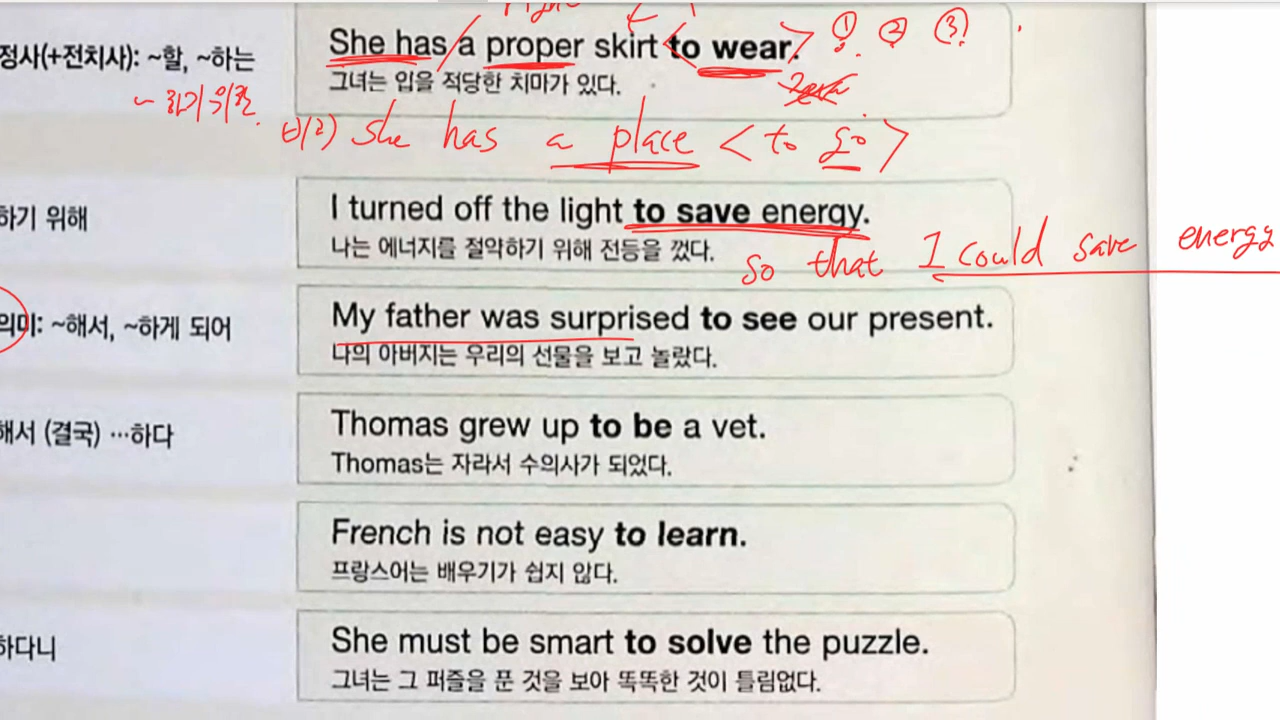 She has a proper skirt to wear. ① ② ③
정사(+전치사): ~할, ~하는
그녀는 입을 적당한 치마가 있다.
~하기 위한
She has a place <to go>
I turned off the light to save energy.
하기 위해
나는 에너지를 절약하기 위해 전등을 껐다.
so that I could save energy
My father was surprised to see our present.
의미: ~해서, ~하게 되어
나의 아버지는 우리의 선물을 보고 놀랐다.
Thomas grew up to be a vet.
해서 (결국) …하다
Thomas는 자라서 수의사가 되었다.
French is not easy to learn.
프랑스어는 배우기가 쉽지 않다.
She must be smart to solve the puzzle.
하다니
그녀는 그 퍼즐을 푼 것을 보아 똑똑한 것이 틀림없다.